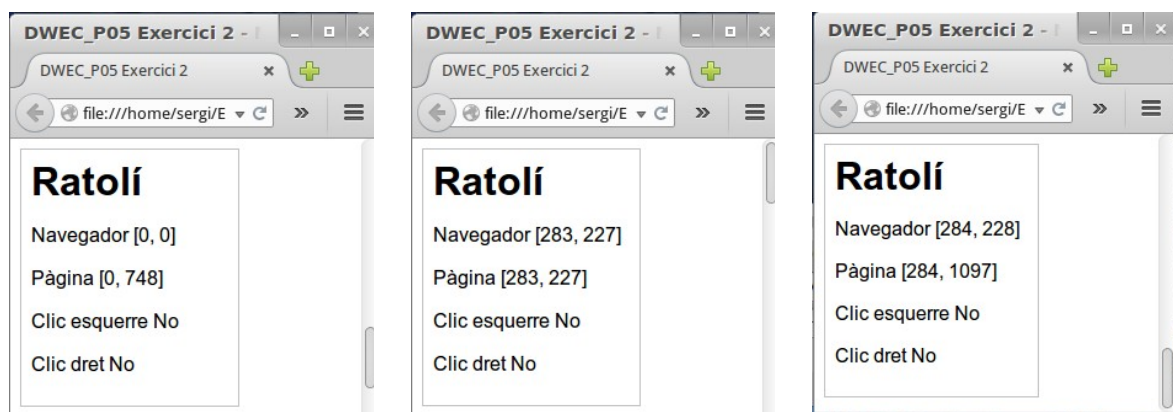 DWEC_P05 Exercici 2 -
DWEC_P05 Exercici 2
file:///home/sergi/E
Ratolí
Navegador [0, 0]
Pàgina [0, 748]
Clic esquerre No
Clic dret No
DWEC_P05 Exercici 2 -
DWEC_P05 Exercici 2
file:///home/sergi/E
Ratolí
Navegador [283, 227]
Pàgina [283, 227]
Clic esquerre No
Clic dret No
DWEC_P05 Exercici 2 -
DWEC_P05 Exercici 2
file:///home/sergi/E
Ratolí
Navegador [284, 228]
Pàgina [284, 1097]
Clic esquerre No
Clic dret No